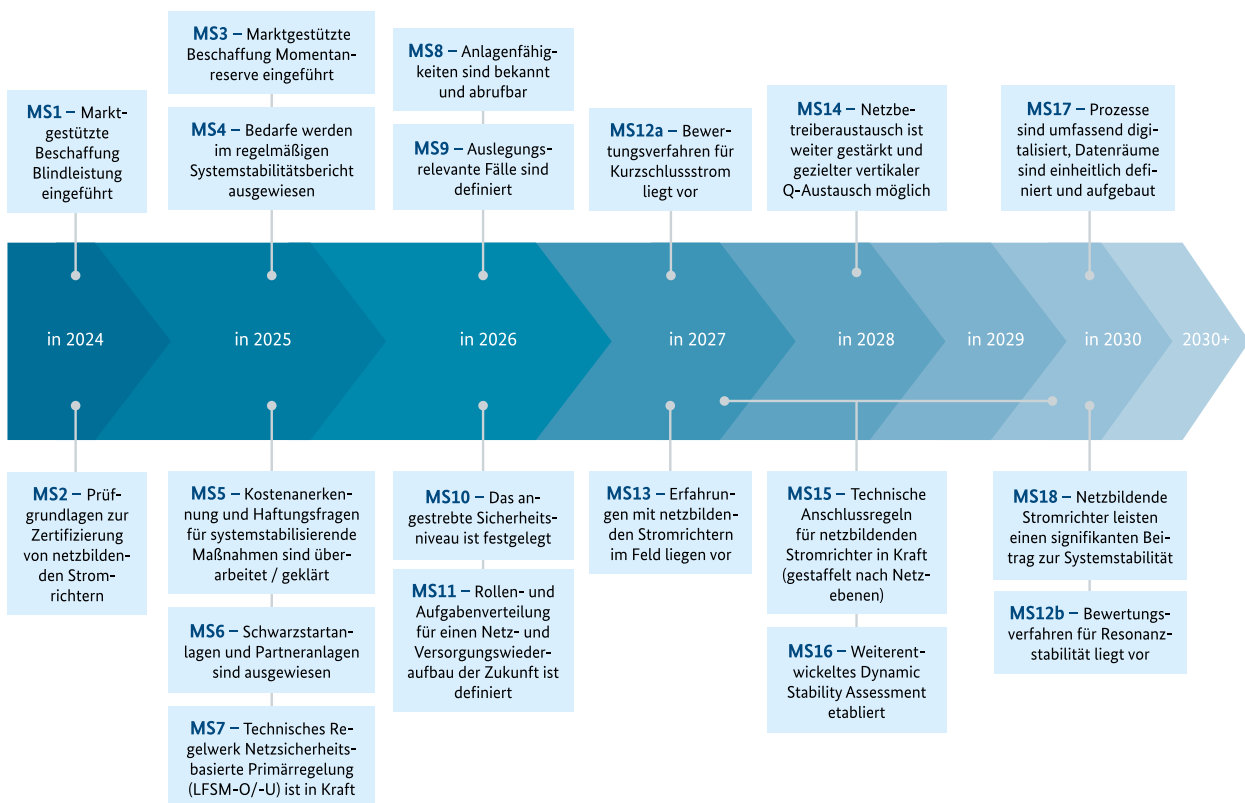 MS1 – Markt-
gestützte
Beschaffung
Blindleistung
eingeführt
MS3 – Marktgestützte
Beschaffung Momentan-
reserve eingeführt
MS4 – Bedarfe werden
im regelmäßigen
Systemstabilitätsbericht
ausgewiesen
MS8 – Anlagenfähig-
keiten sind bekannt
und abrufbar
MS9 – Auslegungs-
relevante Fälle sind
definiert
MS12a – Bewer-
tungsverfahren für
Kurzschlussstrom
liegt vor
MS14 – Netzbe-
treiberaustausch ist
weiter gestärkt und
gezielter vertikaler
Q-Austausch möglich
MS17 – Prozesse
sind umfassend digi-
talisiert, Datenräume
sind einheitlich defi-
niert und aufgebaut
in 2024
in 2025
in 2026
in 2027
in 2028
in 2029
in 2030
2030+
MS2 – Prüf-
grundlagen zur
Zertifizierung
von netzbilden-
den Strom-
richtern
MS5 – Kostenanerken-
nung und Haftungsfragen
für systemstabilisierende
Maßnahmen sind über-
arbeitet / geklärt
MS6 – Schwarzstartan-
lagen und Partneranlagen
sind ausgewiesen
MS7 – Technisches Re-
gelwerk Netzsicherheits-
basierte Primärregelung
(LFSM-O/-U) ist in Kraft
MS10 – Das an-
gestrebte Sicherheits-
niveau ist festgelegt
MS11 – Rollen- und
Aufgabenverteilung
für einen Netz- und
Versorgungswieder-
aufbau der Zukunft ist
definiert
MS13 – Erfahrun-
gen mit netzbilden-
den Stromrichtern
im Feld liegen vor
MS15 – Technische
Anschlussregeln
für netzbildenden
Stromrichter in Kraft
(gestaffelt nach Netz-
ebenen)
MS16 – Weiterent-
wickeltes Dynamic
Stability Assessment
etabliert
MS18 – Netzbildende
Stromrichter leisten
einen signifikanten Bei-
trag zur Systemstabilität
MS12b – Bewertungs-
verfahren für Resonanz-
stabilität liegt vor